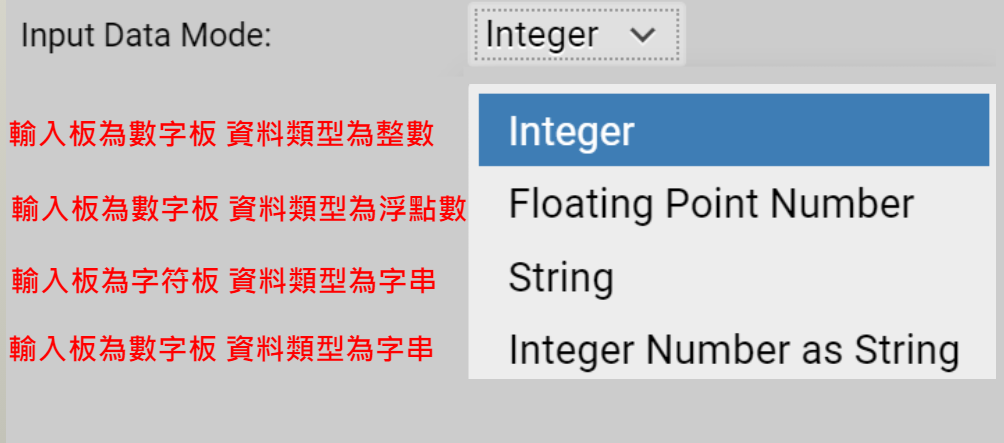 Input Data Mode: Integer
輸入板為數字板 資料類型為整數 Integer
輸入板為數字板 資料類型為浮點數 Floating Point Number
輸入板為字符板 資料類型為字串 String
輸入板為數字板 資料類型為字串 Integer Number as String